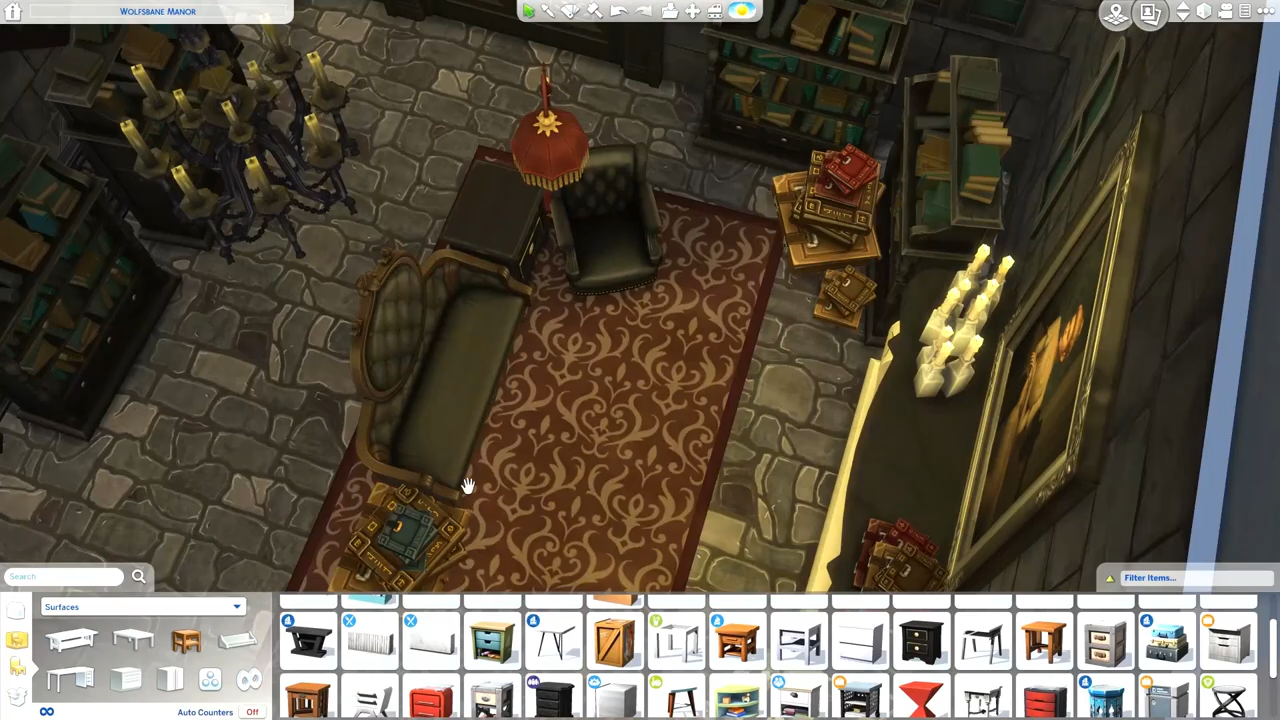 WOLFSBANE MANOR
Search
Filter Items...
Surfaces
Auto Counters
Off